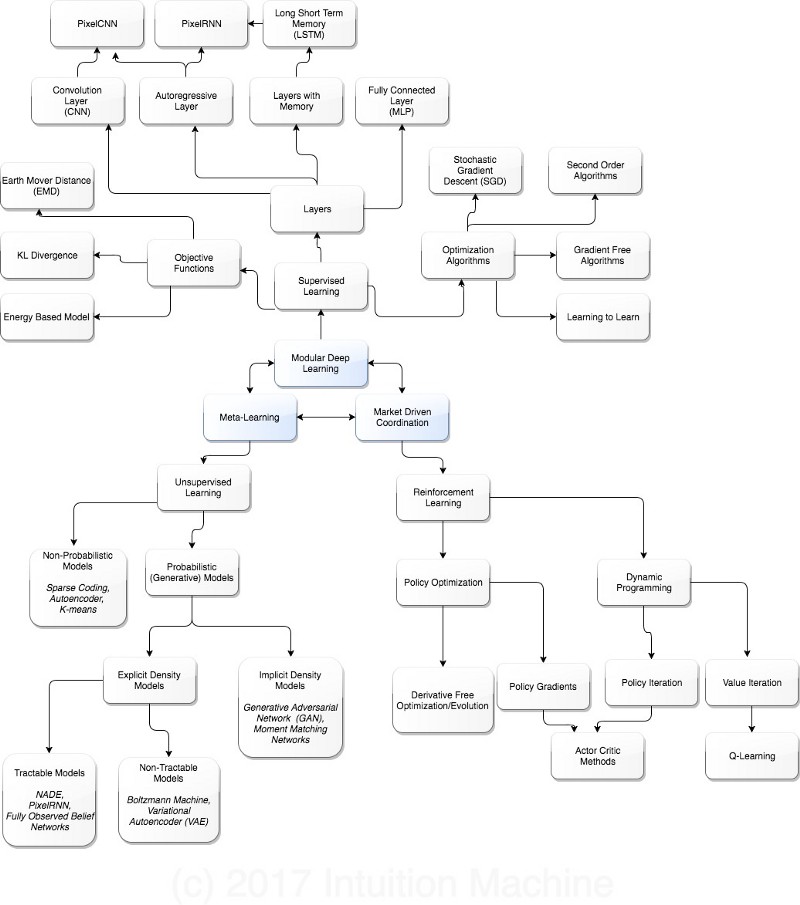 PixelCNN
PixelRNN
Long Short Term
Memory
(LSTM)
Convolution
Layer
(CNN)
Autoregressive
Layer
Layers with
Memory
Fully Connected
Layer
(MLP)
Stochastic
Gradient
Descent (SGD)
Second Order
Algorithms
Earth Mover Distance
(EMD)
Layers
KL Divergence
Objective
Functions
Optimization
Algorithms
Gradient Free
Algorithms
Supervised
Learning
Energy Based Model
Learning to Learn
Modular Deep
Learning
Meta-Learning
Market Driven
Coordination
Unsupervised
Learning
Reinforcement
Learning
Non-Probabilistic
Models
Sparse Coding,
Autoencoder,
K-means
Probabilistic
(Generative) Models
Policy Optimization
Dynamic
Programming
Explicit Density
Models
Implicit Density
Models
Generative Adversarial
Network (GAN),
Moment Matching
Networks
Derivative Free
Optimization/Evolution
Policy Gradients
Policy Iteration
Value Iteration
Actor Critic
Methods
Q-Learning
Tractable Models
NADE,
PixelRNN,
Fully Observed Belief
Networks
Non-Tractable
Models
Boltzmann Machine,
Variational
Autoencoder (VAE)
(c) 2017 Intuition Machine